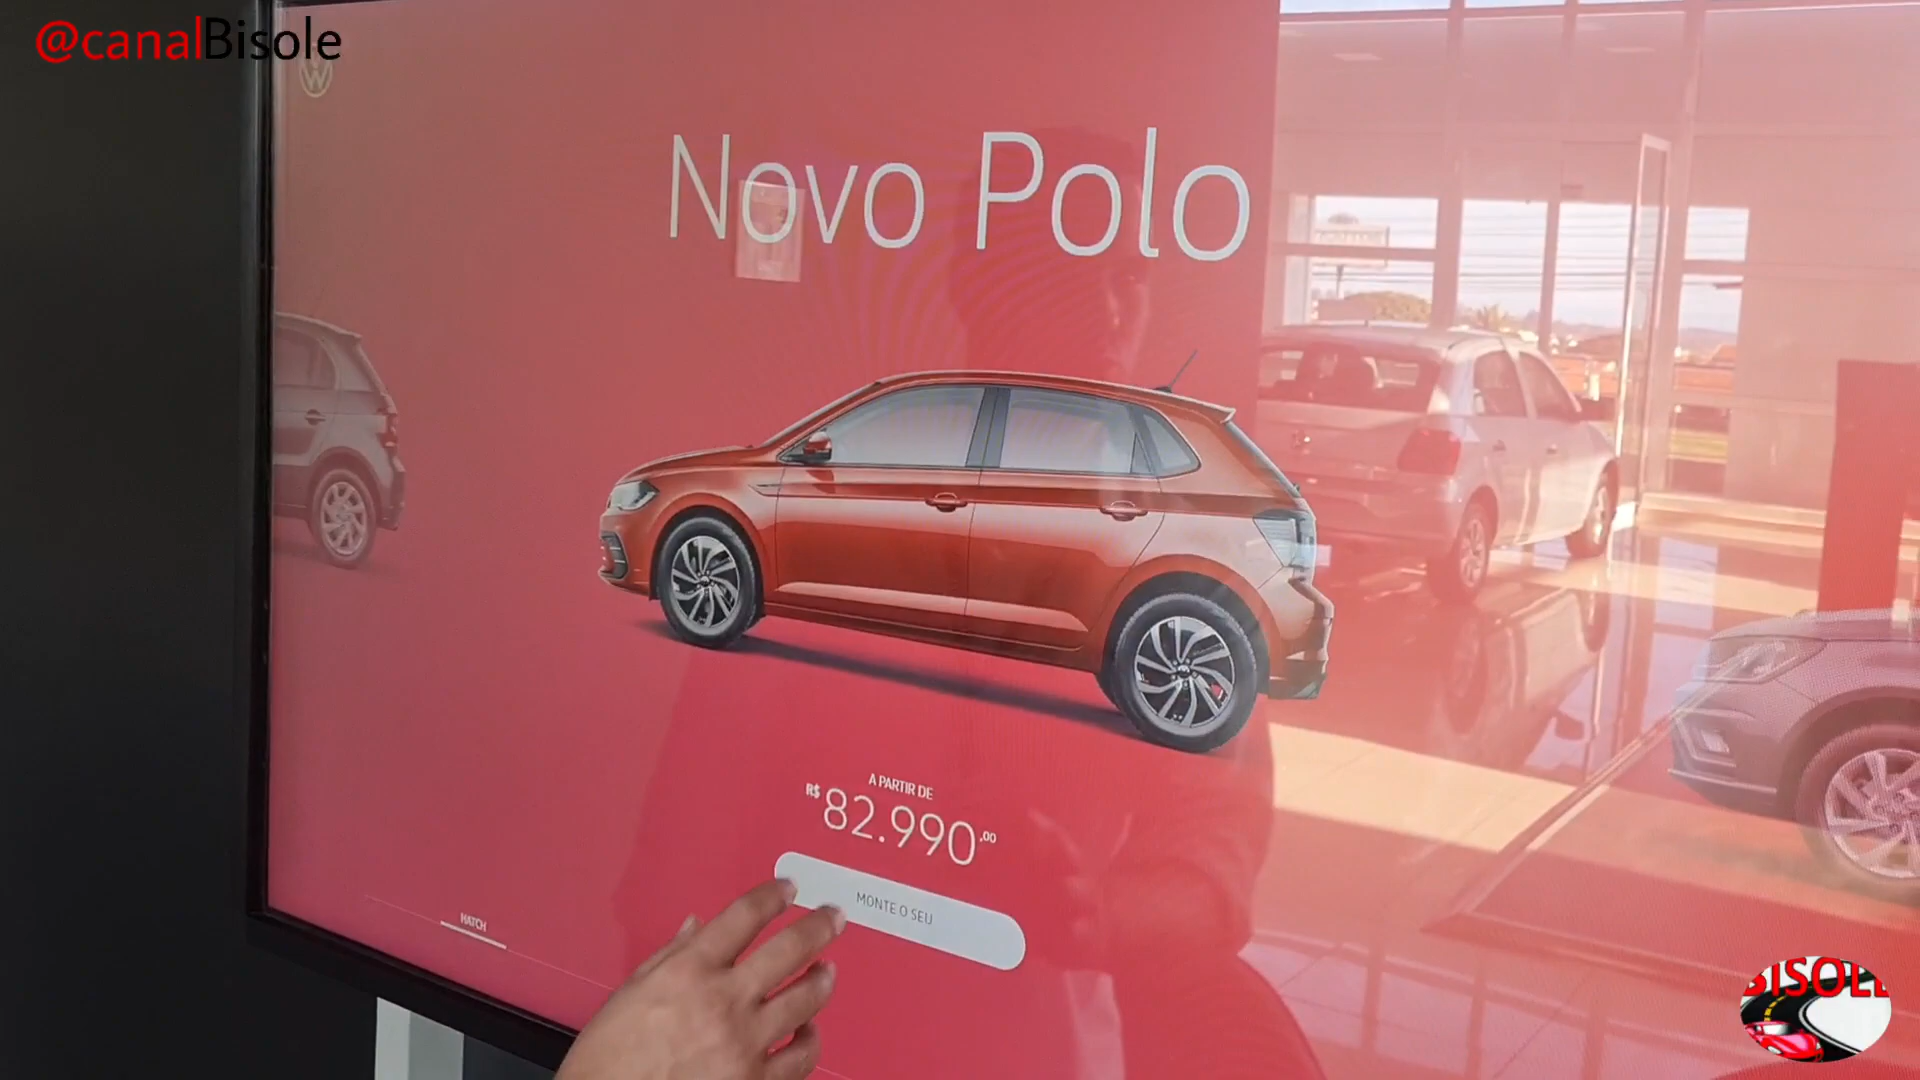 @canalBisole
Novo Polo
A PARTIR DE
R$ 82.990,00
MONTE O SEU
HATCH
BISOLE